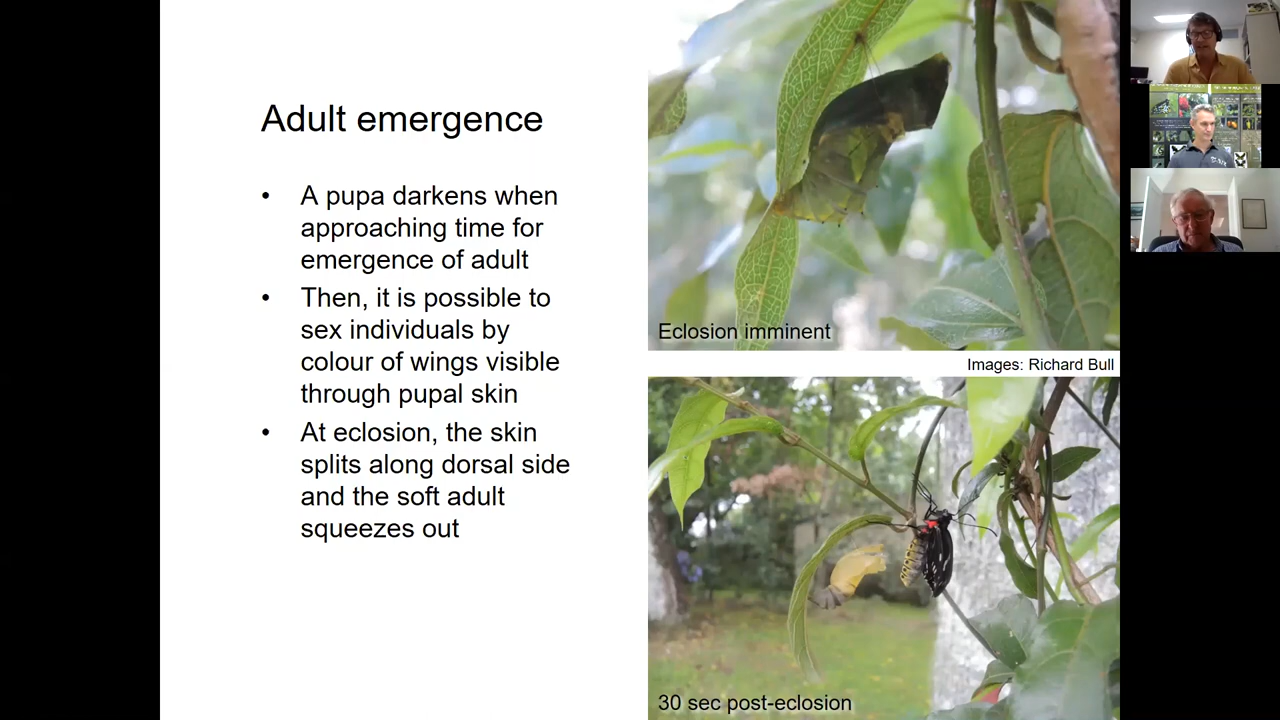 Adult emergence
• A pupa darkens when
approaching time for
emergence of adult
• Then, it is possible to
sex individuals by
colour of wings visible
through pupal skin
• At eclosion, the skin
splits along dorsal side
and the soft adult
squeezes out
Eclosion imminent
Images: Richard Bull
30 sec post-eclosion